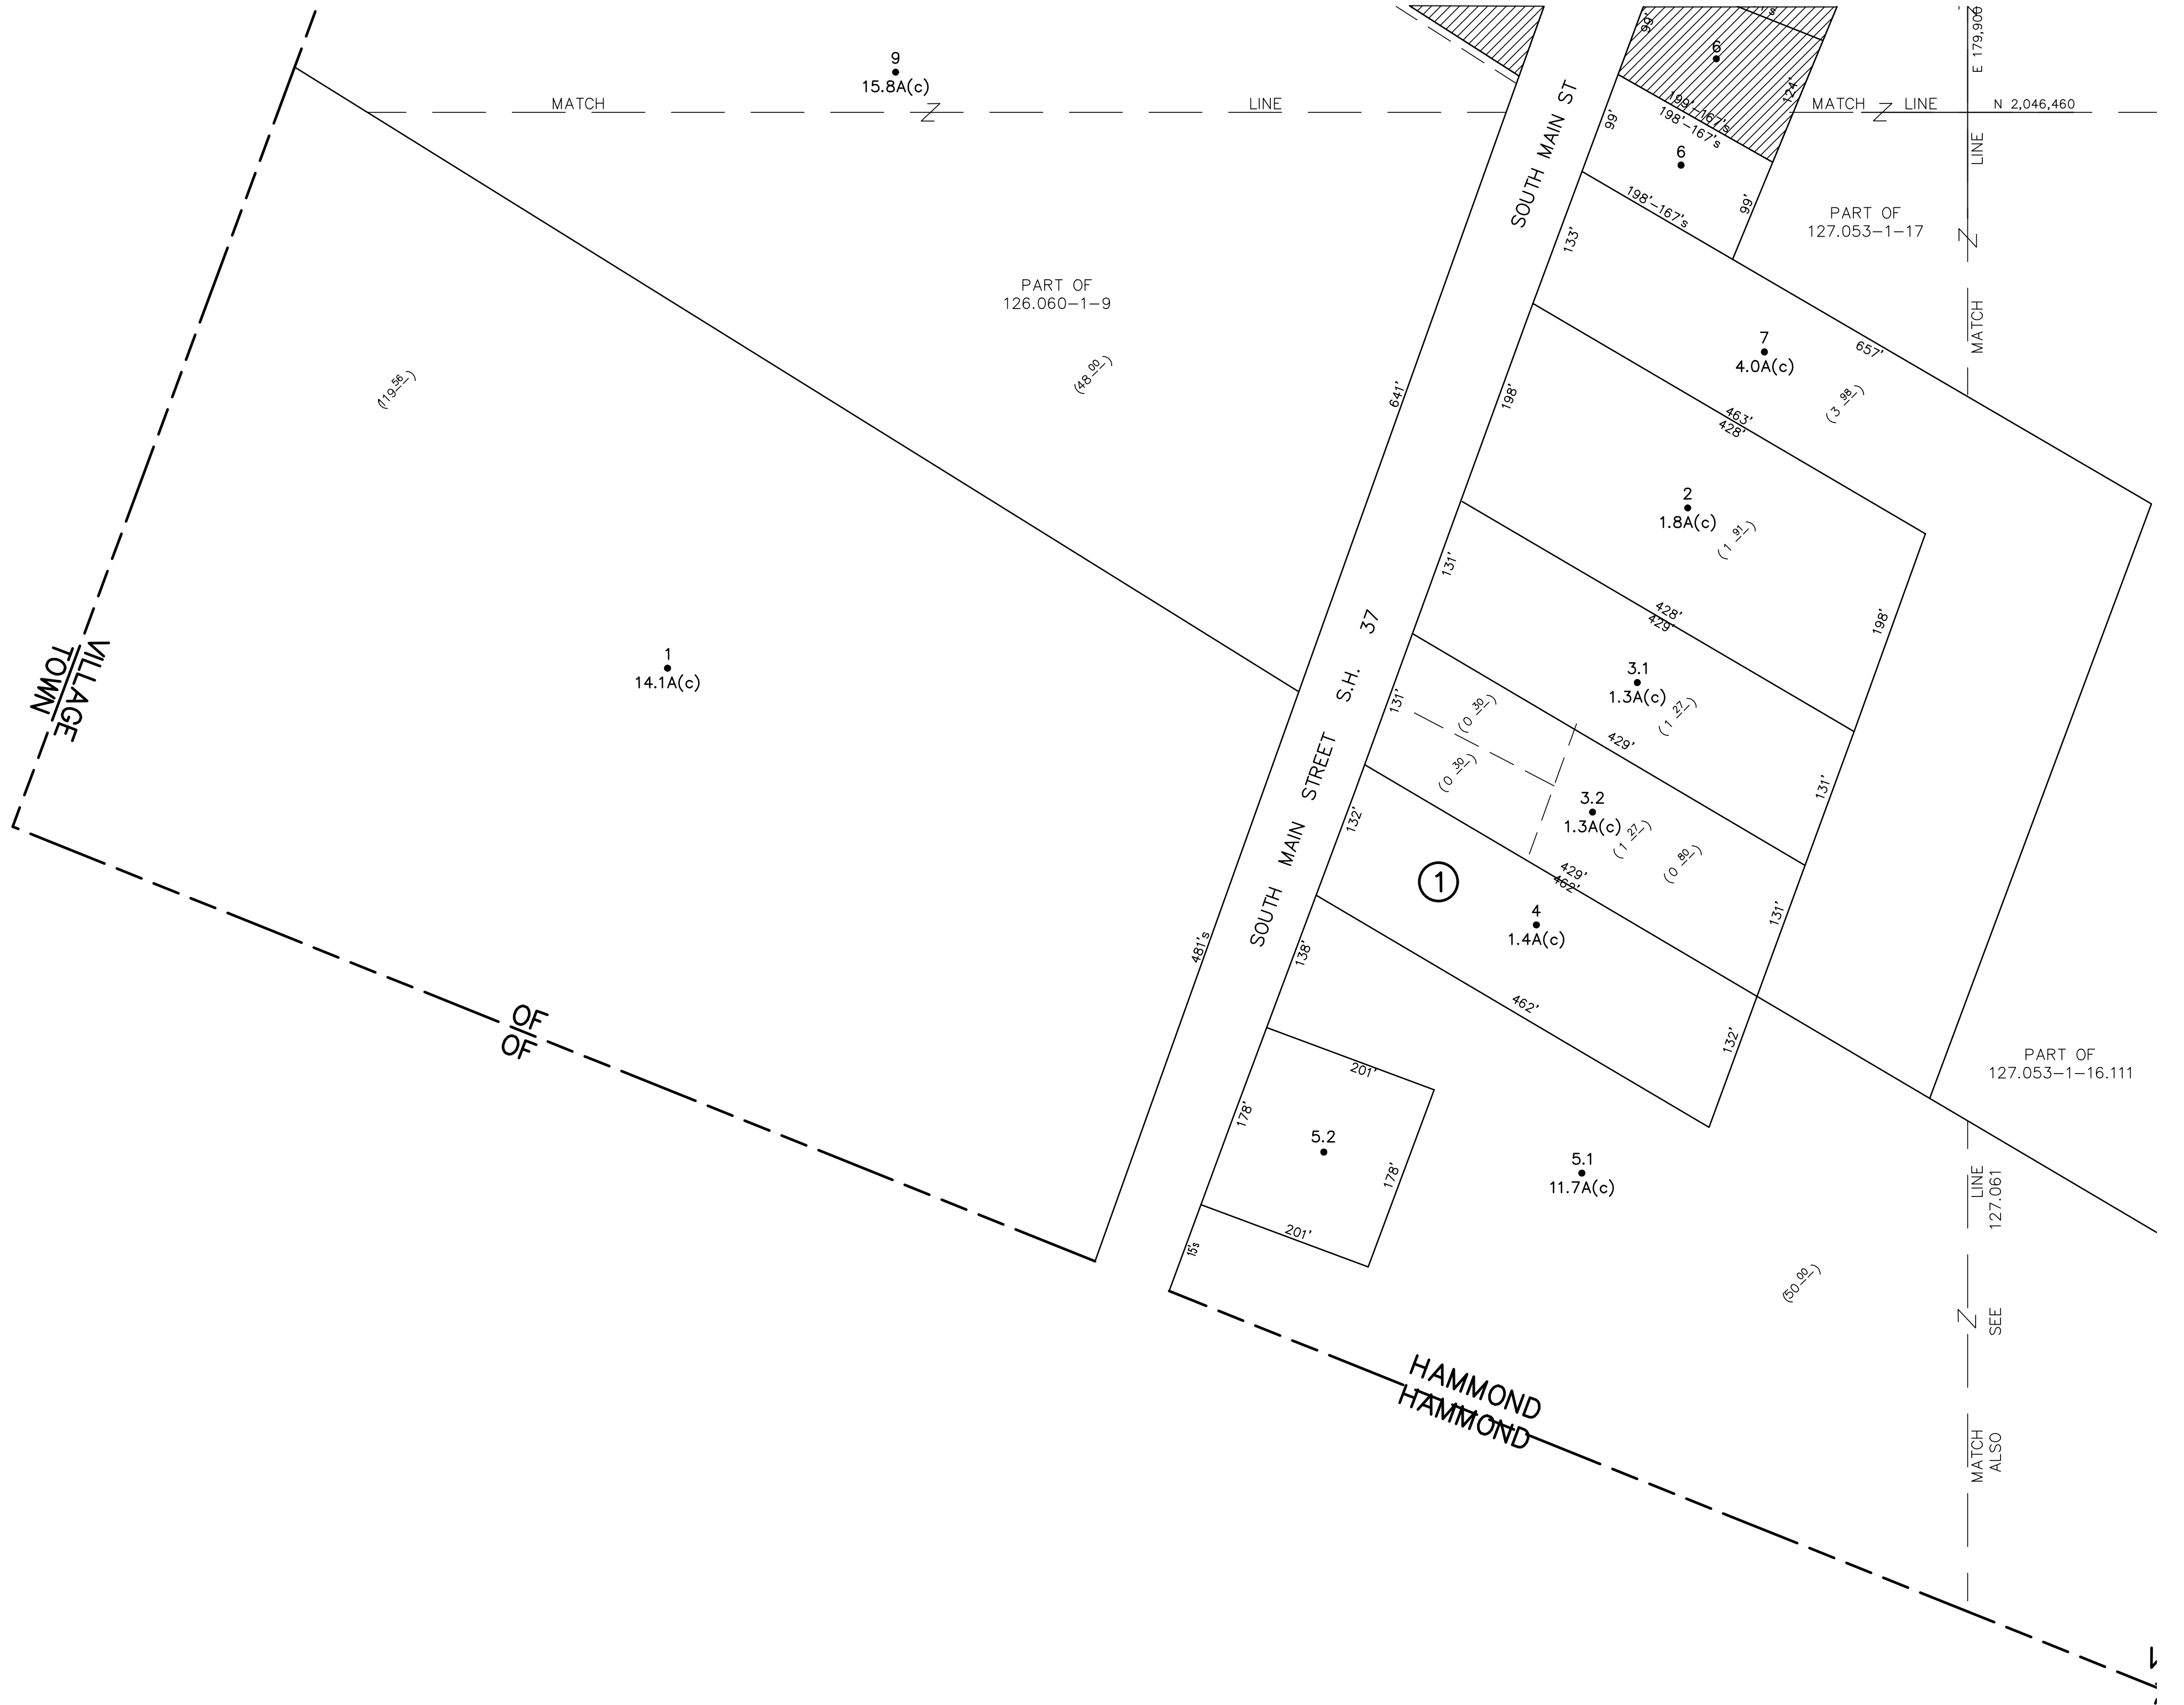 9
15.8A(c)
MATCH
LINE
99'
6
's
124'
199'-167's
198'-167's
99'
6
99'
198'-167's
MATCH
LINE
N 2,046,460
E 179,900
LINE
MATCH
PART OF
127.053-1-17
SOUTH MAIN ST
133'
PART OF
126.060-1-9
(119 56)
(48 00)
641'
198'
7
4.0A(c)
657'
(3 98)
463'
428'
2
1.8A(c)
(1 91)
198'
131'
428'
429'
3.1
1.3A(c)
(1 27)
131'
1
14.1A(c)
VILLAGE
TOWN
SOUTH MAIN STREET S.H. 37
131'
(0 30)
(0 30)
429'
3.2
1.3A(c)
(1 27)
(0 80)
131'
132'
1
429'
462'
4
1.4A(c)
132'
462'
481's
138'
OF
OF
201'
178'
5.2
178'
201'
15's
5.1
11.7A(c)
(50 00)
PART OF
127.053-1-16.111
MATCH LINE
ALSO SEE 127.061
HAMMOND
HAMMOND